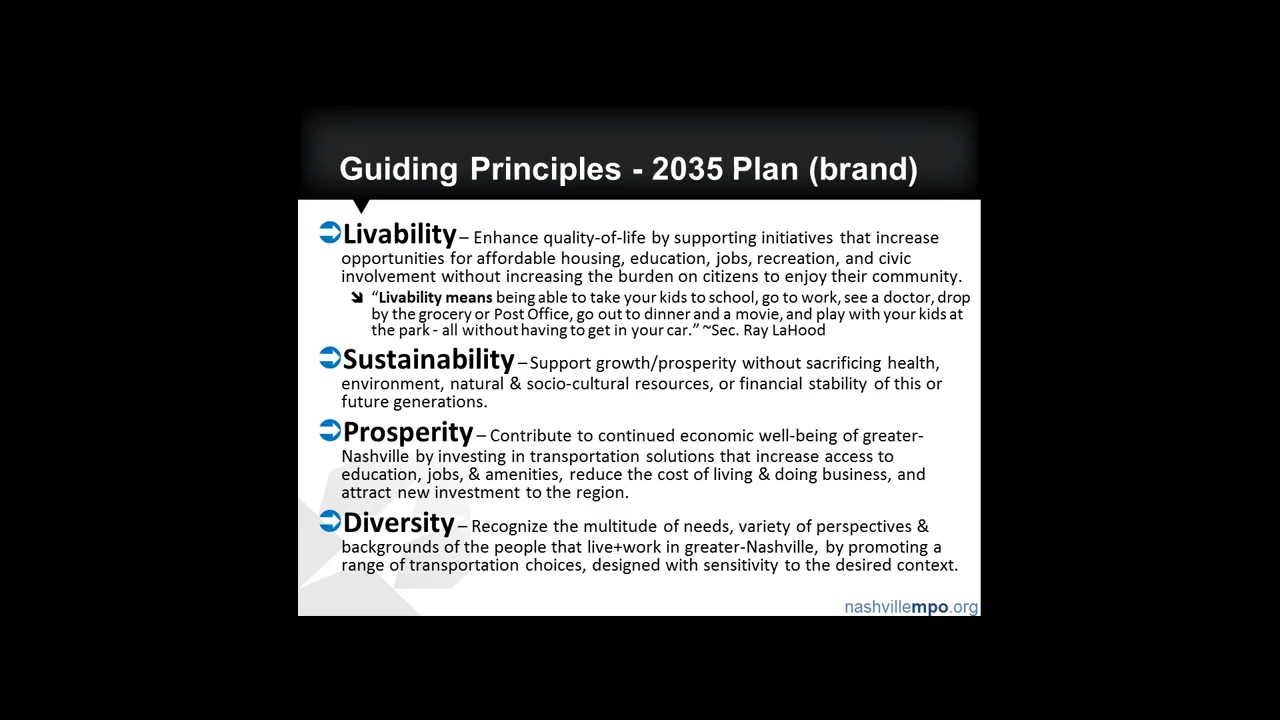 Guiding Principles - 2035 Plan (brand)
Livability – Enhance quality-of-life by supporting initiatives that increase
opportunities for affordable housing, education, jobs, recreation, and civic
involvement without increasing the burden on citizens to enjoy their community.
“Livability means being able to take your kids to school, go to work, see a doctor, drop
by the grocery or Post Office, go out to dinner and a movie, and play with your kids at
the park - all without having to get in your car.” ~Sec. Ray LaHood
Sustainability – Support growth/prosperity without sacrificing health,
environment, natural & socio-cultural resources, or financial stability of this or
future generations.
Prosperity – Contribute to continued economic well-being of greater-
Nashville by investing in transportation solutions that increase access to
education, jobs, & amenities, reduce the cost of living & doing business, and
attract new investment to the region.
Diversity – Recognize the multitude of needs, variety of perspectives &
backgrounds of the people that live+work in greater-Nashville, by promoting a
range of transportation choices, designed with sensitivity to the desired context.
nashvillempo.org